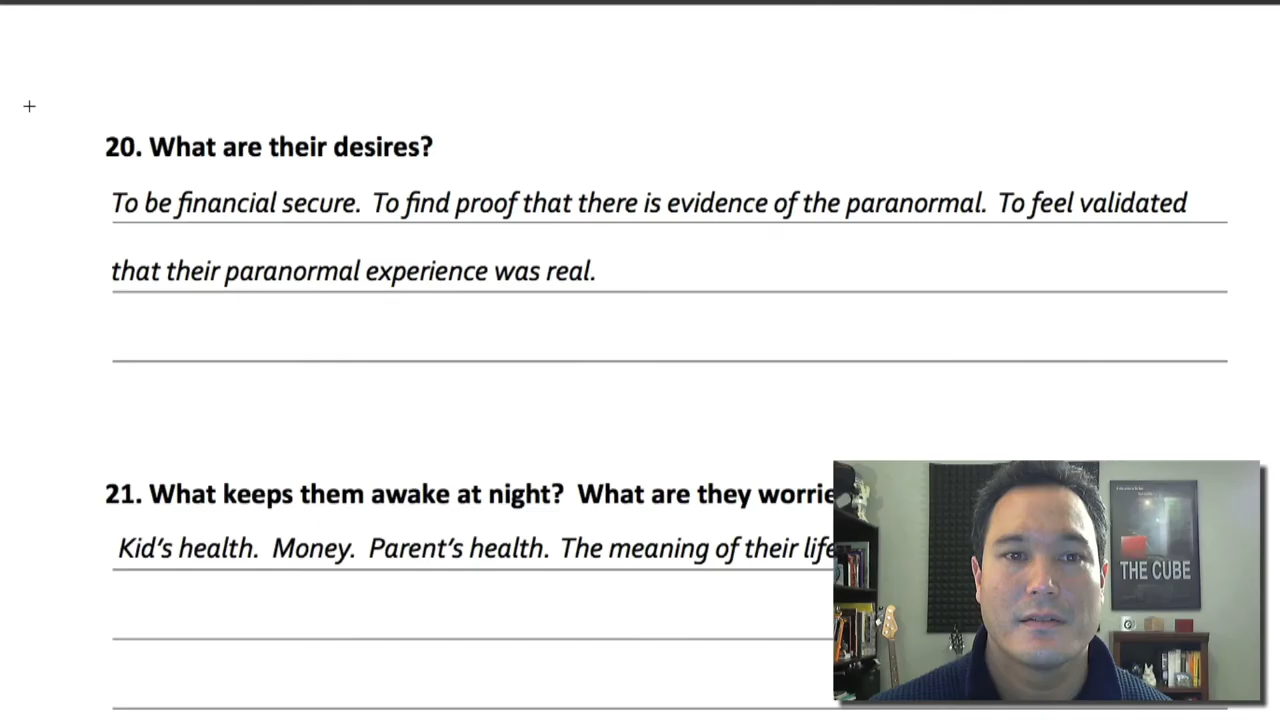 20. What are their desires?
To be financial secure. To find proof that there is evidence of the paranormal. To feel validated
that their paranormal experience was real.
21. What keeps them awake at night? What are they
Kid's health. Money. Parent's health. The meaning of their
THE CUBE